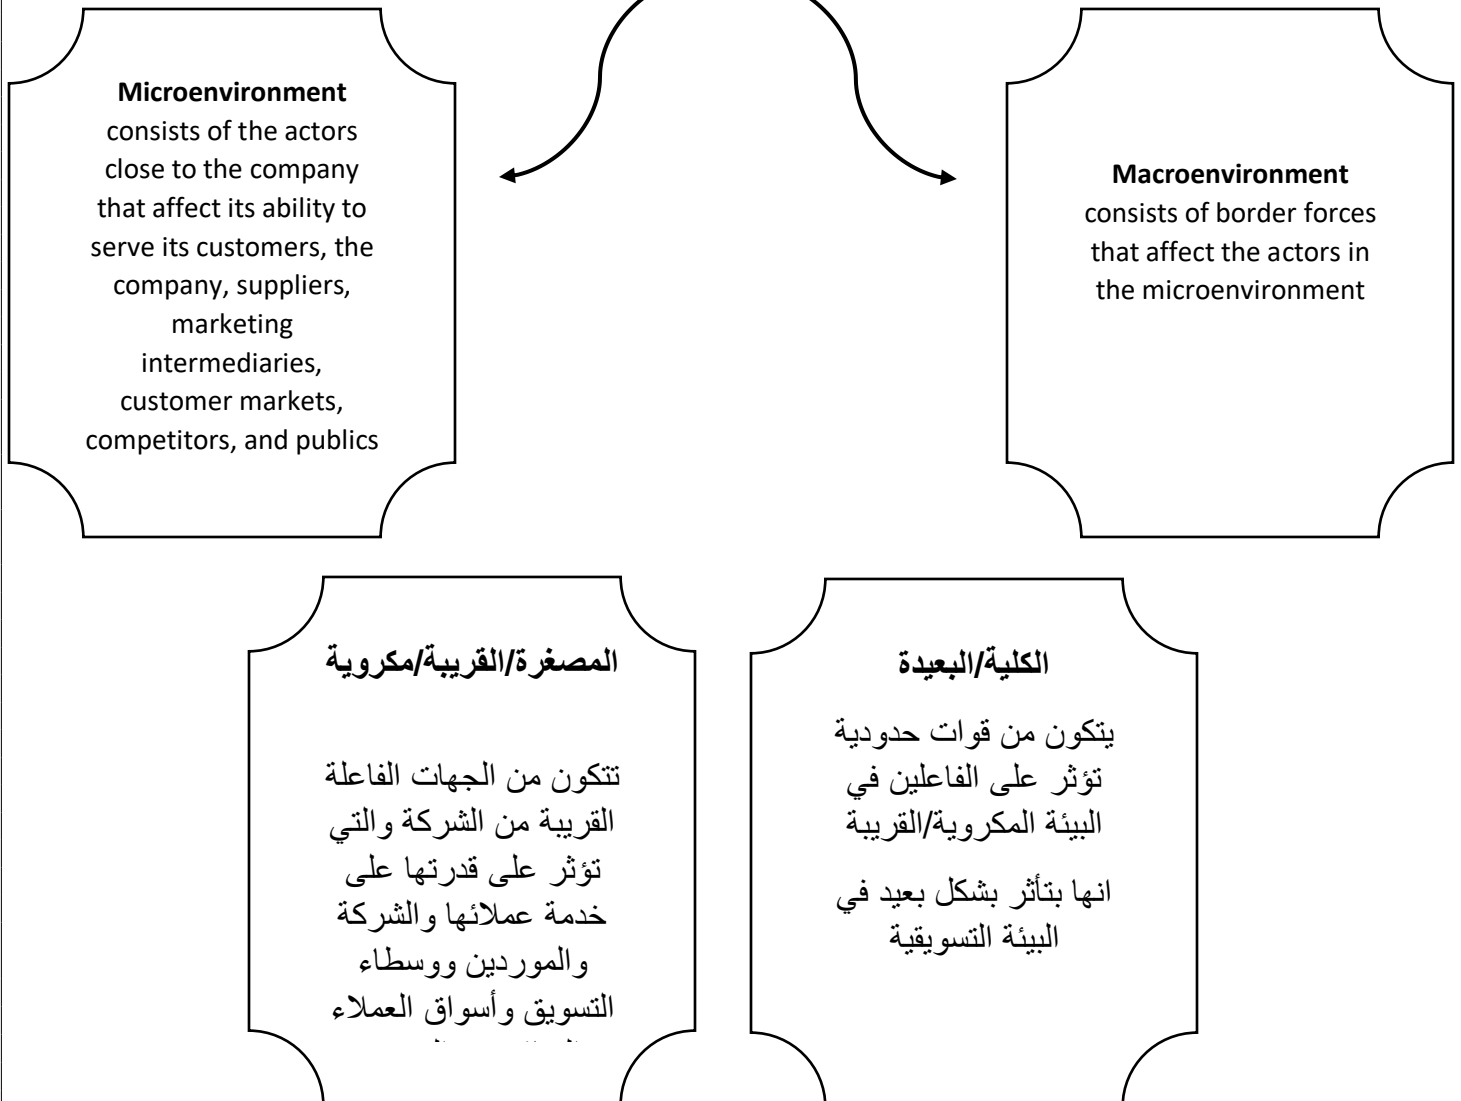 Microenvironment
consists of the actors
close to the company
that affect its ability to
serve its customers, the
company, suppliers,
marketing
intermediaries,
customer markets,
competitors, and publics
Macroenvironment
consists of border forces
that affect the actors in
the microenvironment
المصغرة/القريبة/مكروية
تتكون من الجهات الفاعلة
القريبة من الشركة والتي
تؤثر على قدرتها على
خدمة عملائها والشركة
والموردين ووسطاء
التسويق وأسواق العملاء
الكلية/البعيدة
يتكون من قوات حدودية
تؤثر على الفاعلين في
البيئة المكروية/القريبة
انها بتأثر بشكل بعيد في
البيئة التسويقية